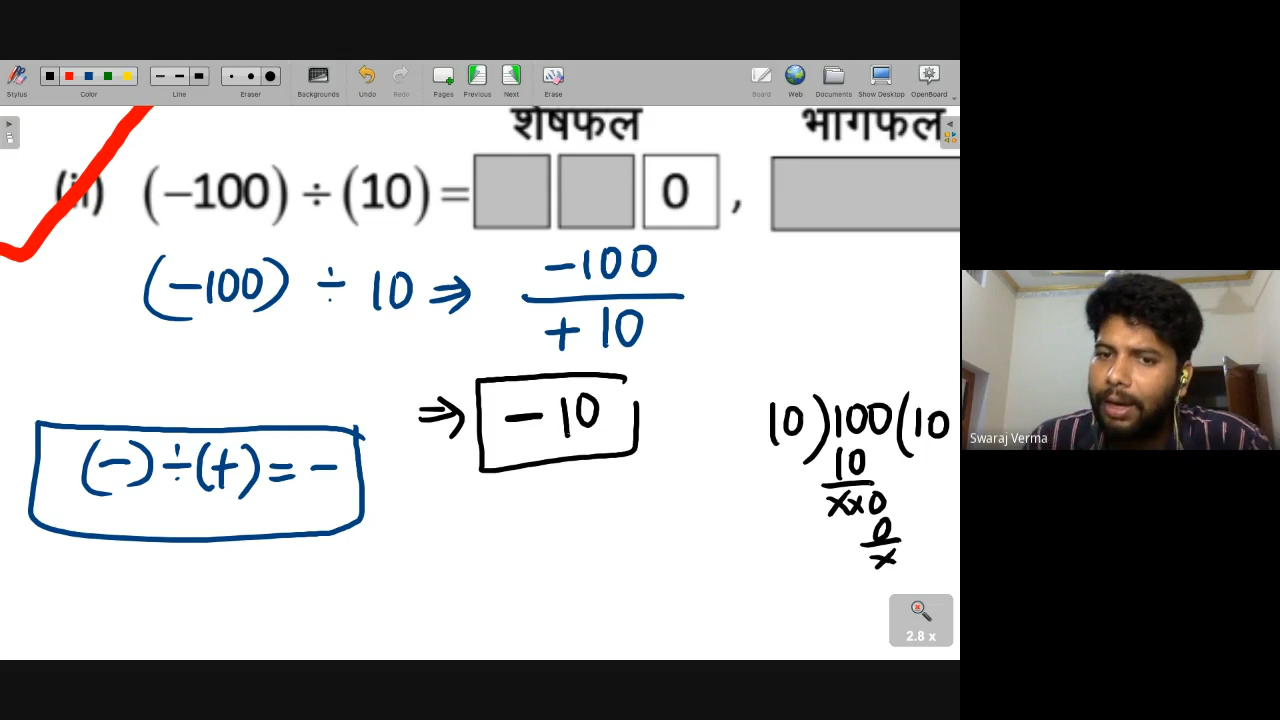 Stylus Color Line Eraser Backgrounds Undo Redo Pages Previous Next Erase Board Web Documents Show Desktop OpenBoard
शेषफल भागफल
(ii) (−100) ÷ (10) = 0 ,
(−100) ÷ 10 ⇒ −100
+ 10
⇒ − 10
(−) ÷ (+) = −
10 ) 100 ( 10
10
××0
0
×
Swaraj Verma
2.8 x